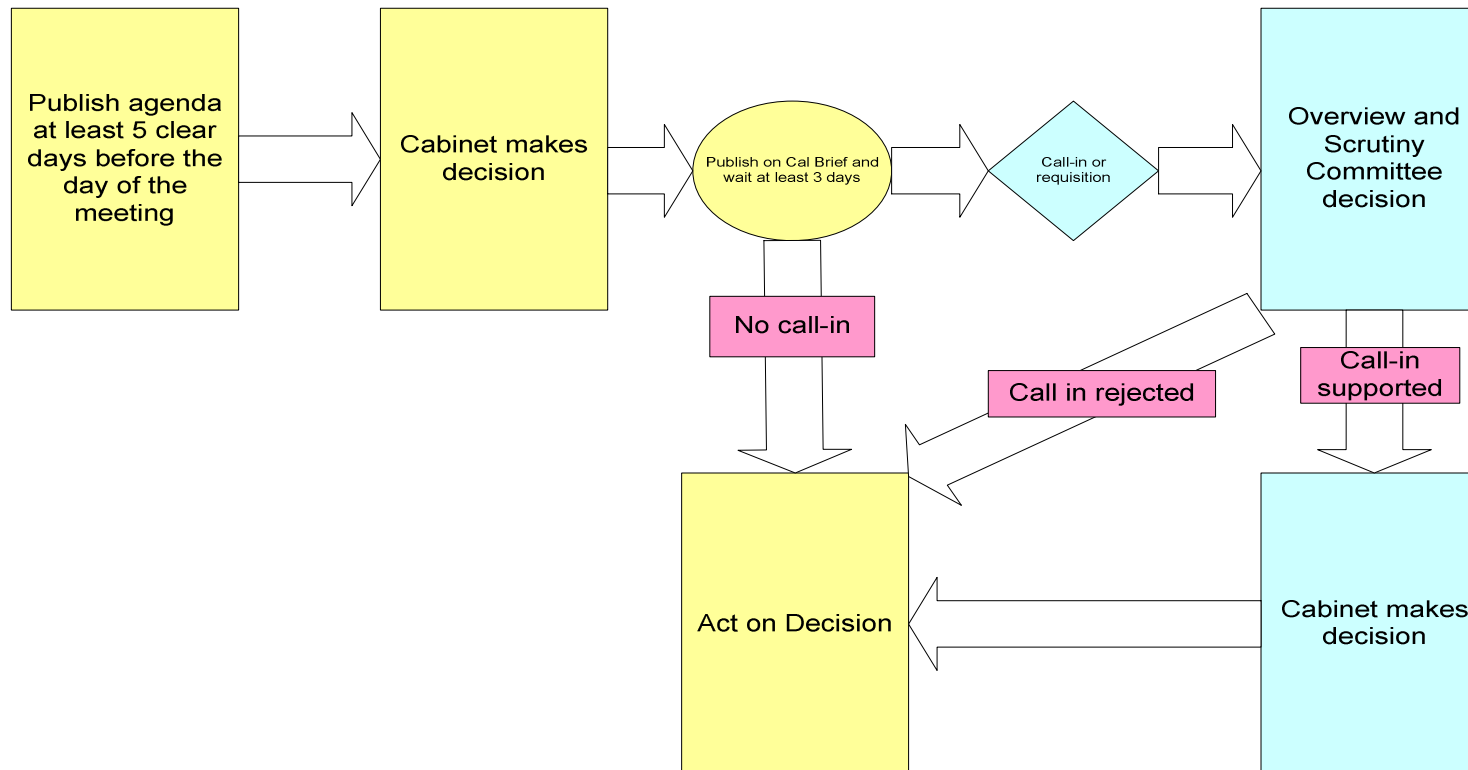 Publish agenda
at least 5 clear
days before the
day of the
meeting
Cabinet makes
decision
Publish on Cal Brief and
wait at least 3 days
Call-in or
requisition
Overview and
Scrutiny
Committee
decision
No call-in
Call in rejected
Call-in
supported
Act on Decision
Cabinet makes
decision